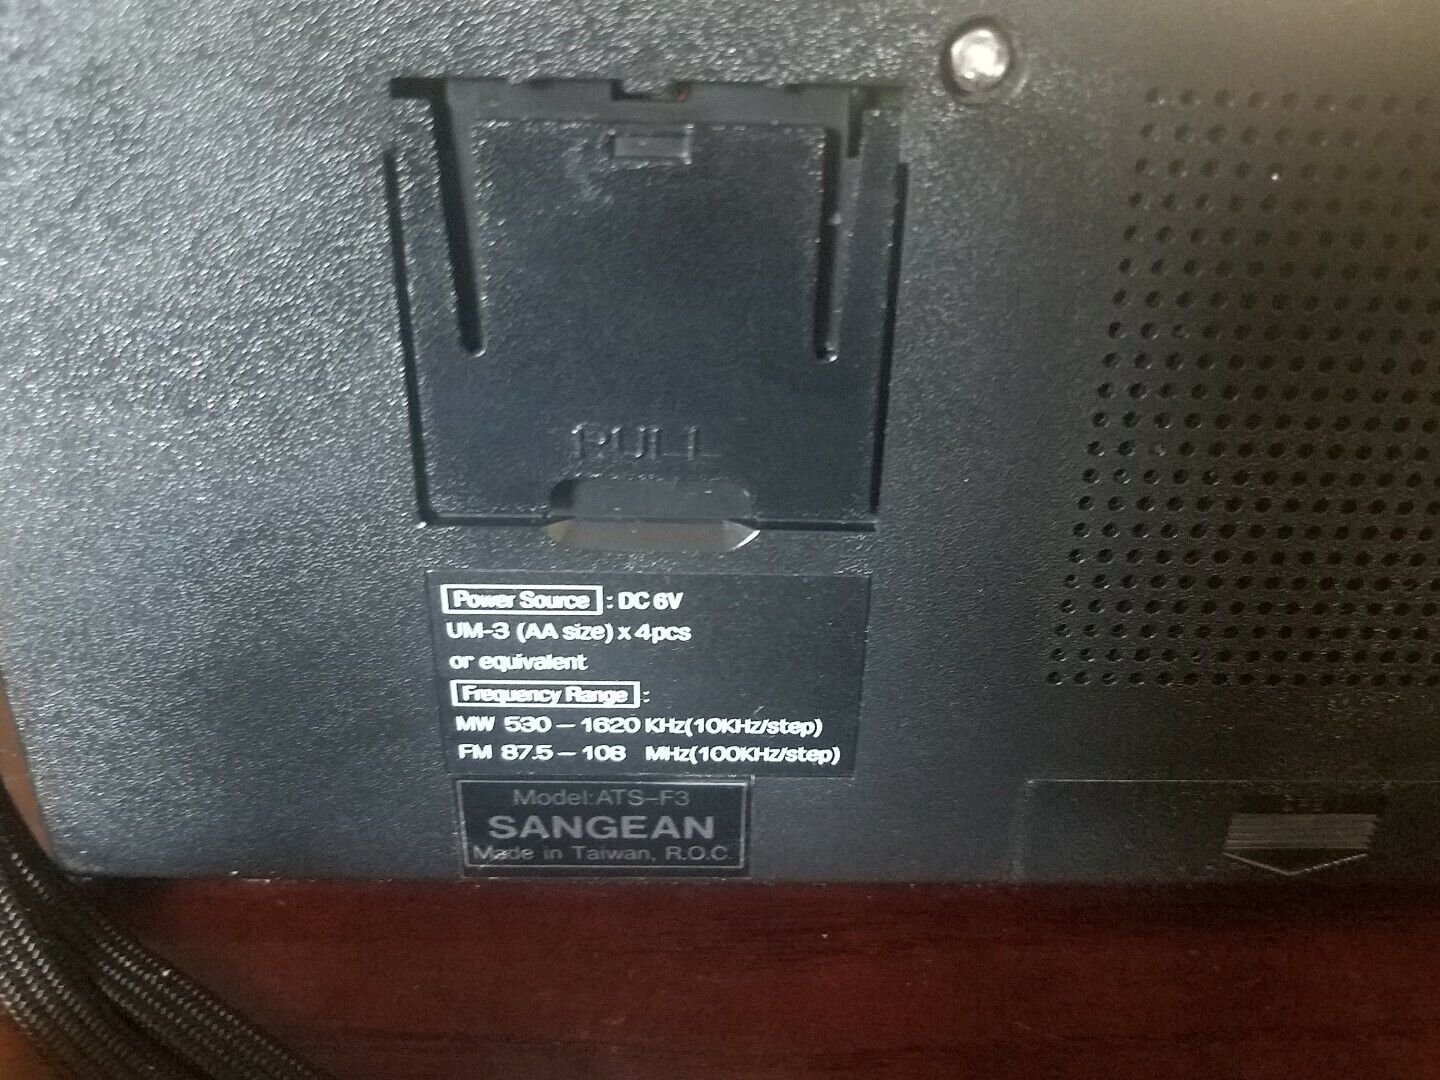 PULL
Power Source : DC 6V
UM-3 (AA size) x 4pcs
or equivalent
Frequency Range :
MW 530 – 1620 KHz(10KHz/step)
FM 87.5 – 108 MHz(100KHz/step)
Model:ATS-F3
SANGEAN
Made in Taiwan, R.O.C.